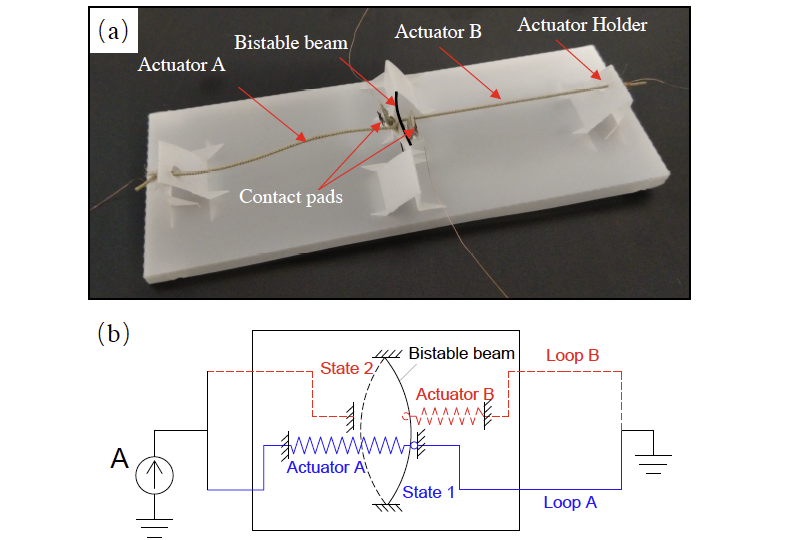 (a)
Bistable beam
Actuator B
Actuator Holder
Actuator A
Contact pads
(b)
Bistable beam
Loop B
State 2
Actuator B
A
Actuator A
State 1
Loop A